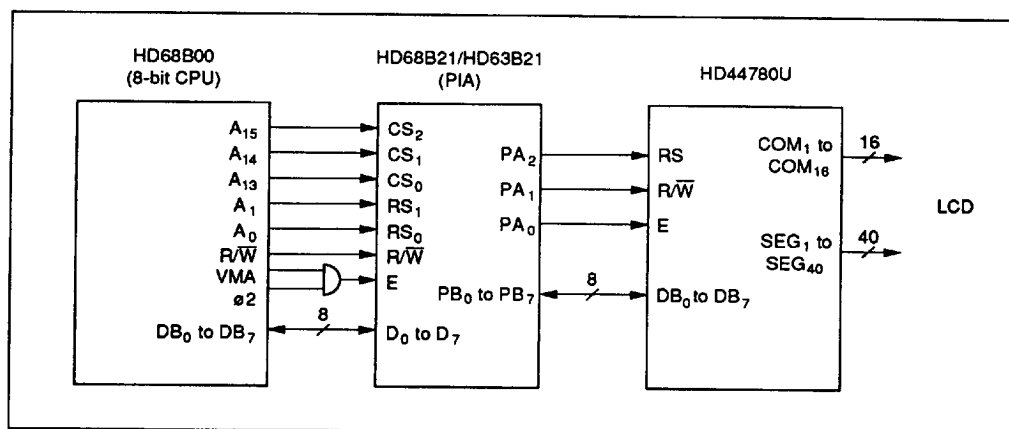 HD68B00
(8-bit CPU)
A15
A14
A13
A1
A0
R/W̅
VMA
ø2
DB0 to DB7
8
HD68B21/HD63B21
(PIA)
CS2
CS1
CS0
RS1
RS0
R/W̅
E
D0 to D7
PA2
PA1
PA0
PB0 to PB7
8
HD44780U
RS
R/W̅
E
DB0 to DB7
COM1 to
COM16
16
SEG1 to
SEG40
40
LCD